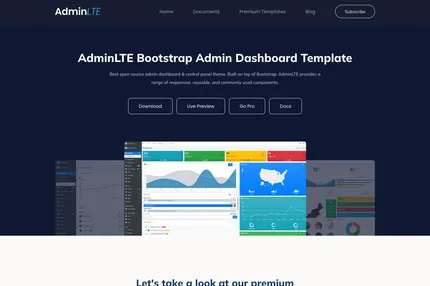 AdminLTE
Home
Documents
Premium Templates
Blog
Subscribe
AdminLTE Bootstrap Admin Dashboard Template
Best open source admin dashboard & control panel theme. Built on top of Bootstrap, AdminLTE provides a
range of responsive, reusable, and commonly used components.
Download
Live Preview
Go Pro
Docs
Let's take a look at our premium